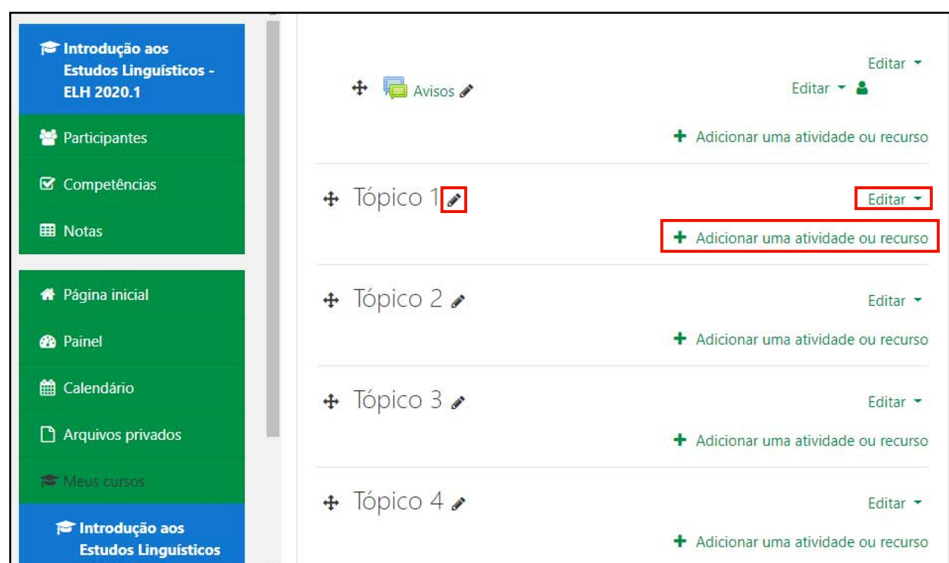 Introdução aos
Estudos Linguísticos -
ELH 2020.1
Participantes
Competências
Notas
Página inicial
Painel
Calendário
Arquivos privados
Meus cursos
Introdução aos
Estudos Linguísticos
Editar
Avisos
Editar
Adicionar uma atividade ou recurso
Tópico 1
Editar
Adicionar uma atividade ou recurso
Tópico 2
Editar
Adicionar uma atividade ou recurso
Tópico 3
Editar
Adicionar uma atividade ou recurso
Tópico 4
Editar
Adicionar uma atividade ou recurso